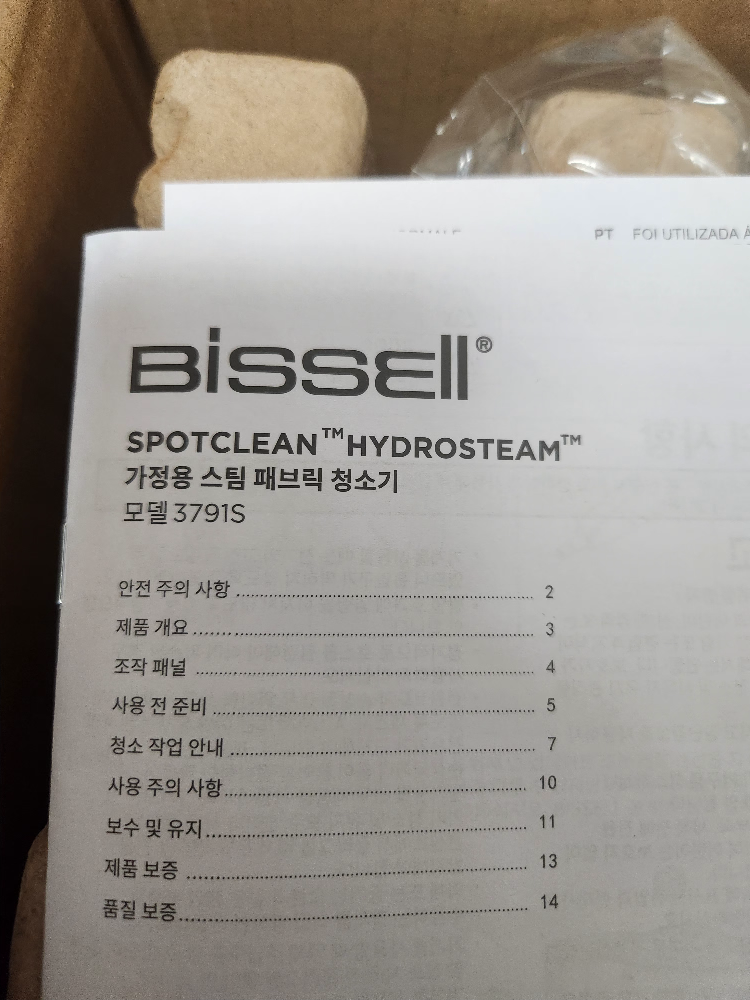 PT FOI UTILIZADA
BISSELL®
SPOTCLEAN™HYDROSTEAM™
가정용 스팀 패브릭 청소기
모델 3791S
안전 주의 사항 2
제품 개요 3
조작 패널 4
사용 전 준비 5
청소 작업 안내 7
사용 주의 사항 10
보수 및 유지 11
제품 보증 13
품질 보증 14